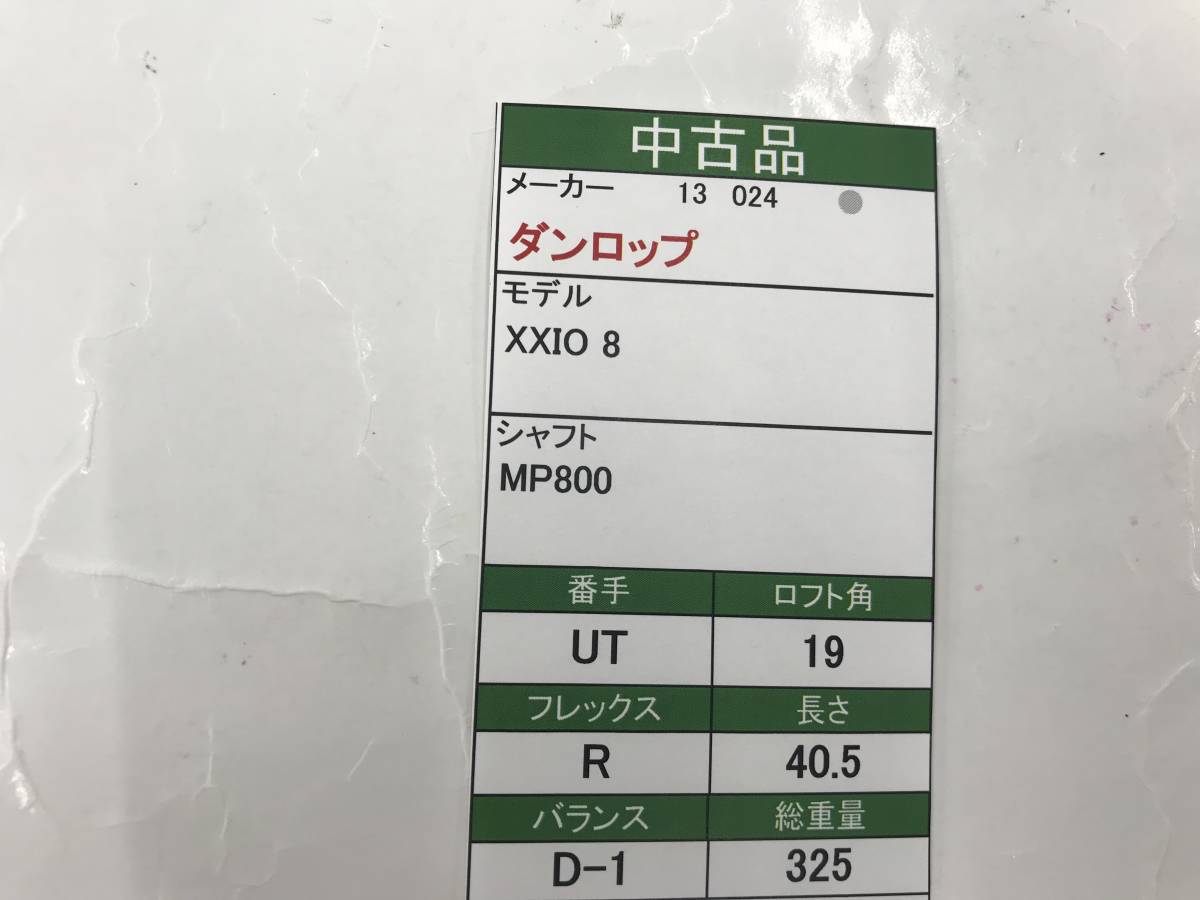 中古品
メーカー 13 024
ダンロップ
モデル
XXIO 8
シャフト
MP800
番手 ロフト角
UT 19
フレックス 長さ
R 40.5
バランス 総重量
D-1 325